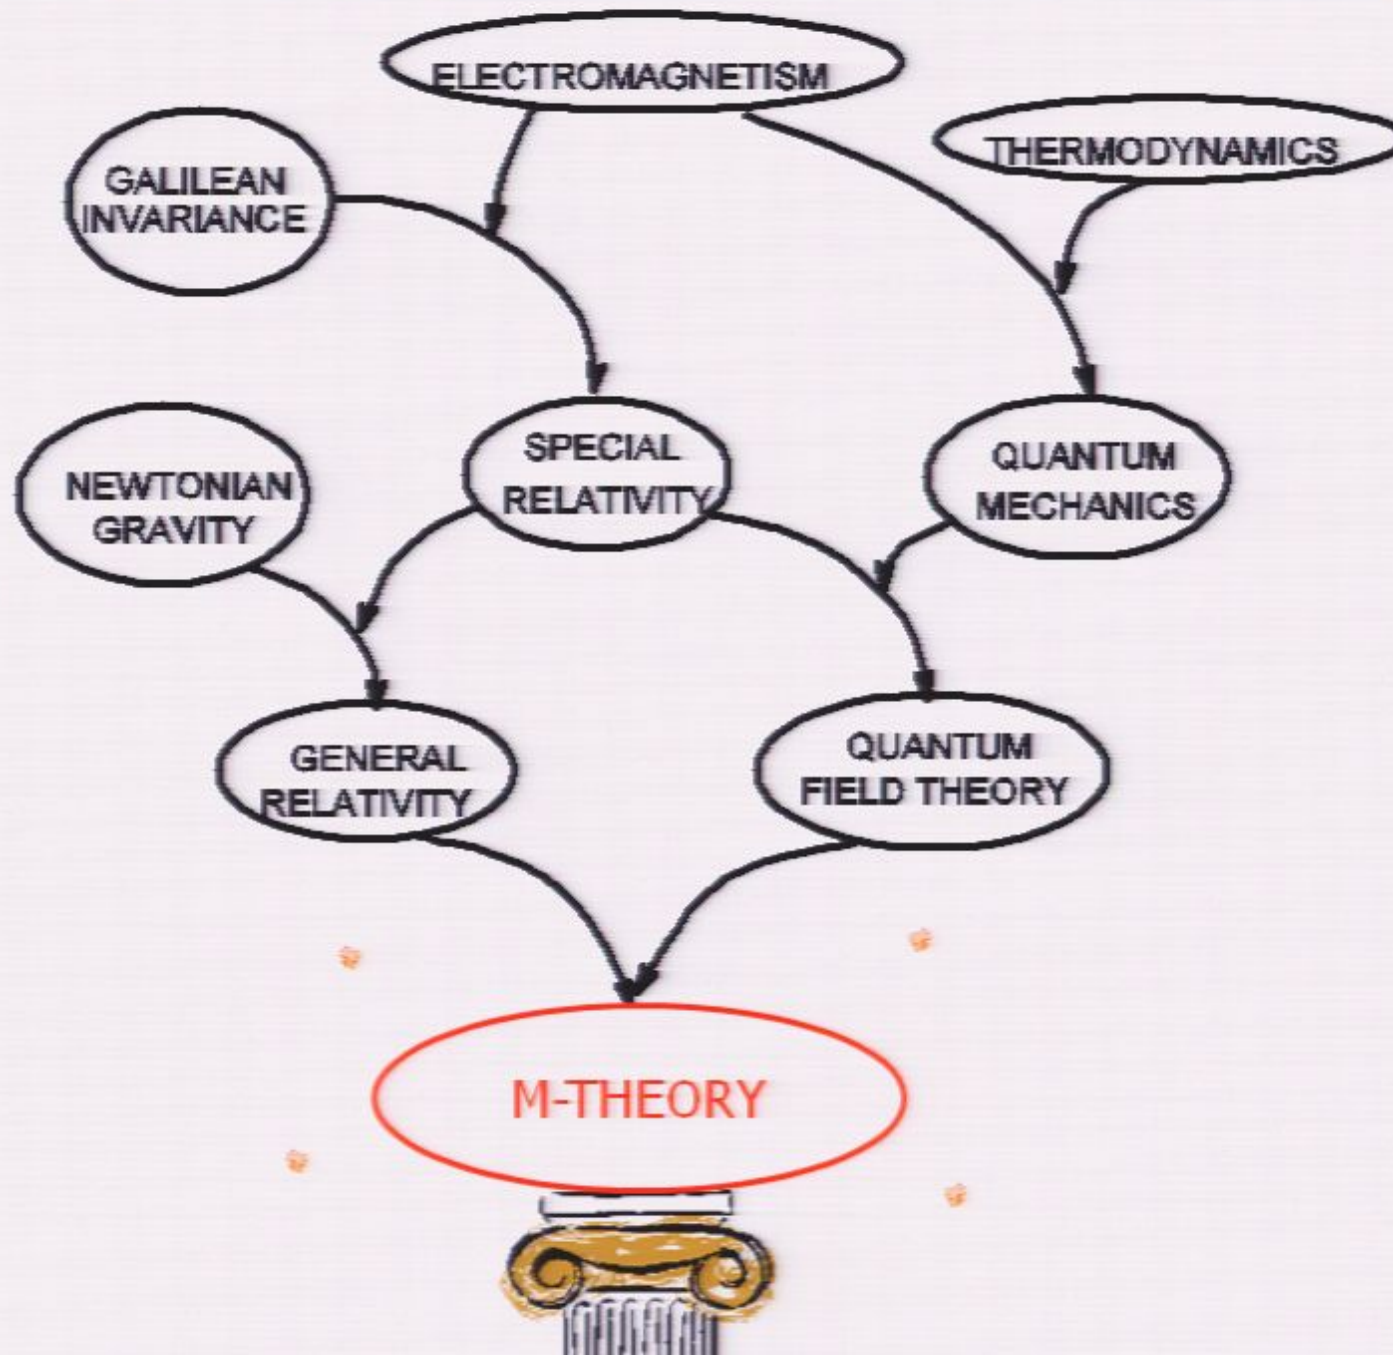 ELECTROMAGNETISM
THERMODYNAMICS
GALILEAN
INVARIANCE
NEWTONIAN
GRAVITY
SPECIAL
RELATIVITY
QUANTUM
MECHANICS
GENERAL
RELATIVITY
QUANTUM
FIELD THEORY
M-THEORY